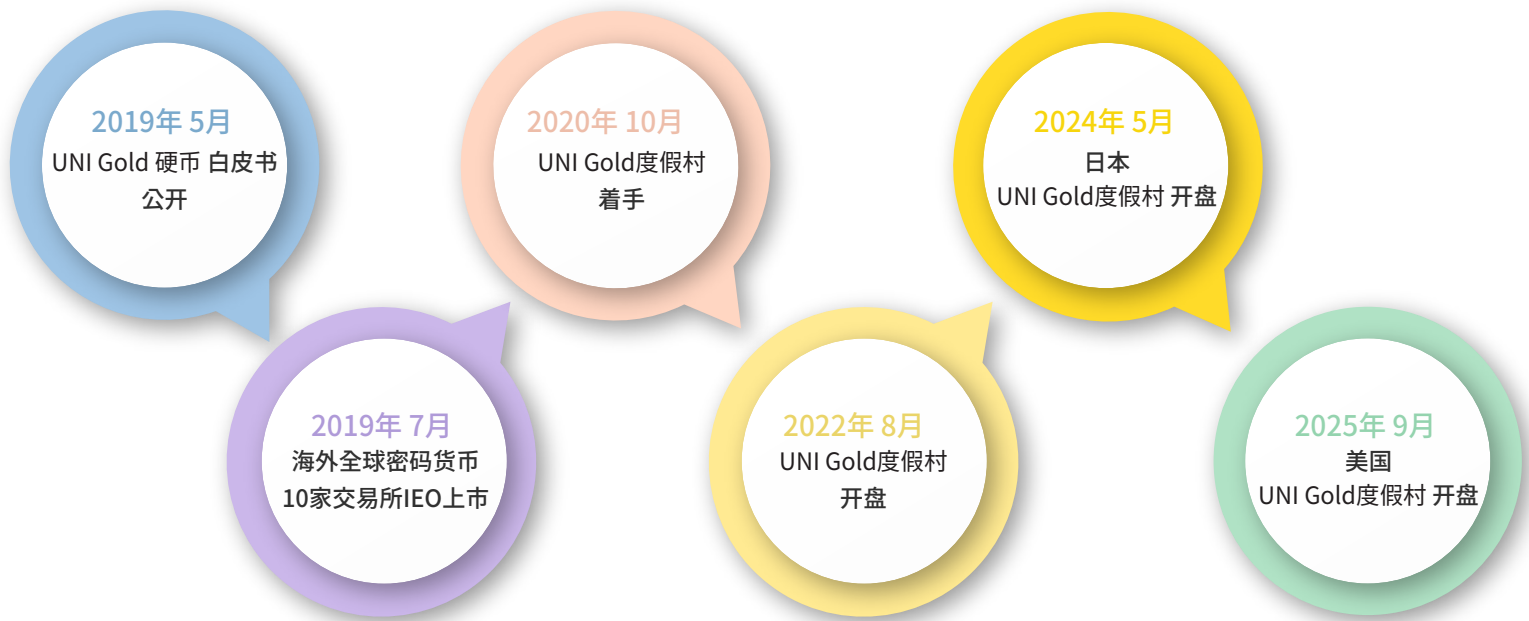 2019年 5月
UNI Gold 硬币 白皮书
公开
2019年 7月
海外全球密码货币
10家交易所IEO上市
2020年 10月
UNI Gold度假村
着手
2022年 8月
UNI Gold度假村
开盘
2024年 5月
日本
UNI Gold度假村 开盘
2025年 9月
美国
UNI Gold度假村 开盘